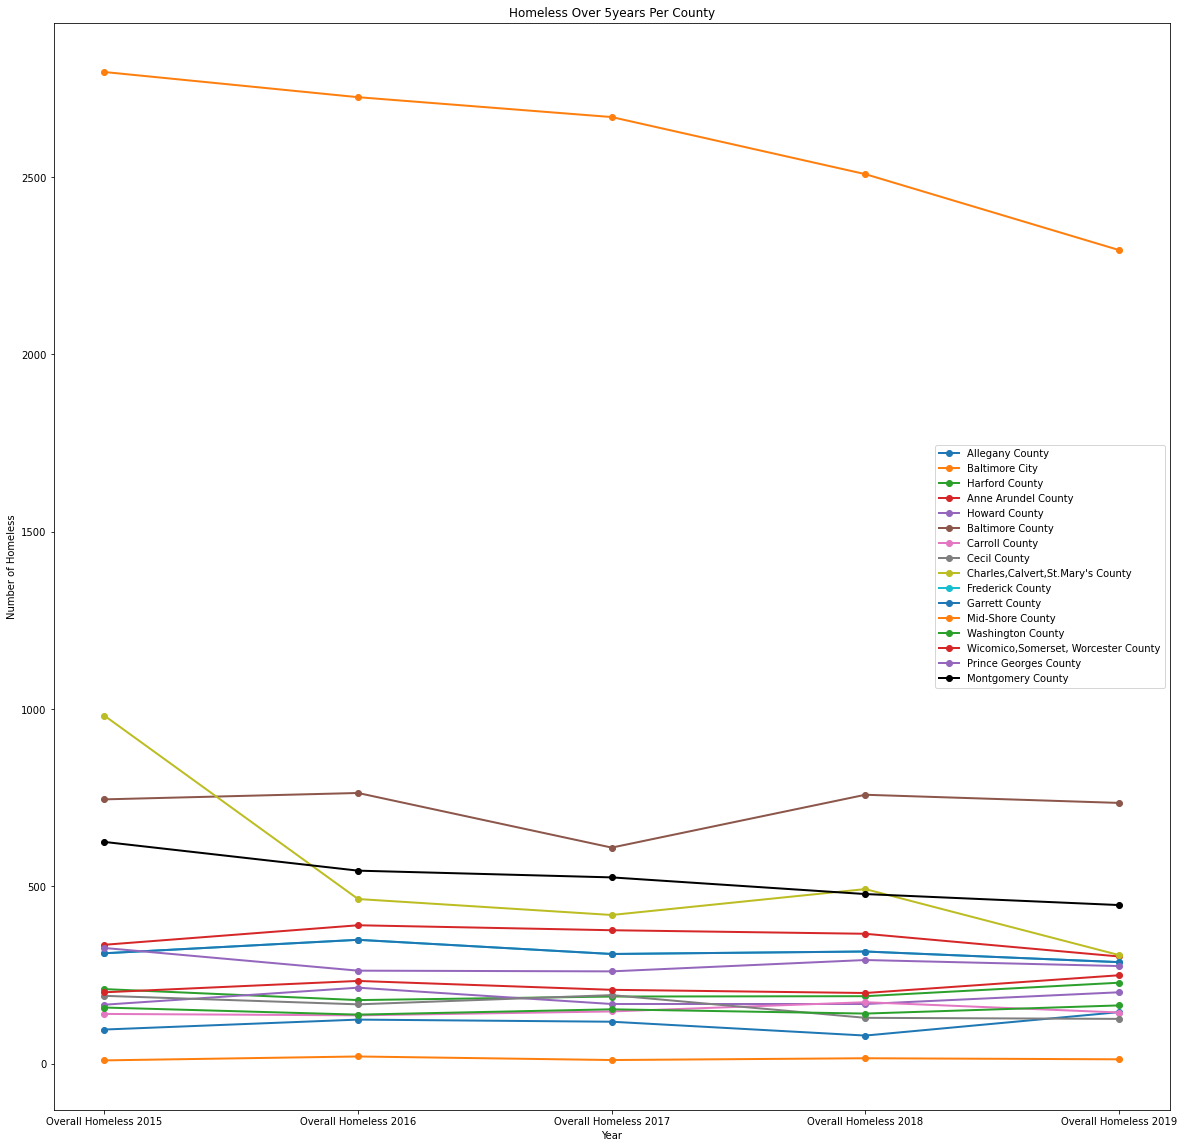 Homeless Over 5years Per County
Number of Homeless
2500
2000
1500
1000
500
0
Allegany County
Baltimore City
Harford County
Anne Arundel County
Howard County
Baltimore County
Carroll County
Cecil County
Charles,Calvert,St.Mary's County
Frederick County
Garrett County
Mid-Shore County
Washington County
Wicomico,Somerset, Worcester County
Prince Georges County
Montgomery County
Overall Homeless 2015 Overall Homeless 2016 Overall Homeless 2017 Overall Homeless 2018 Overall Homeless 2019
Year